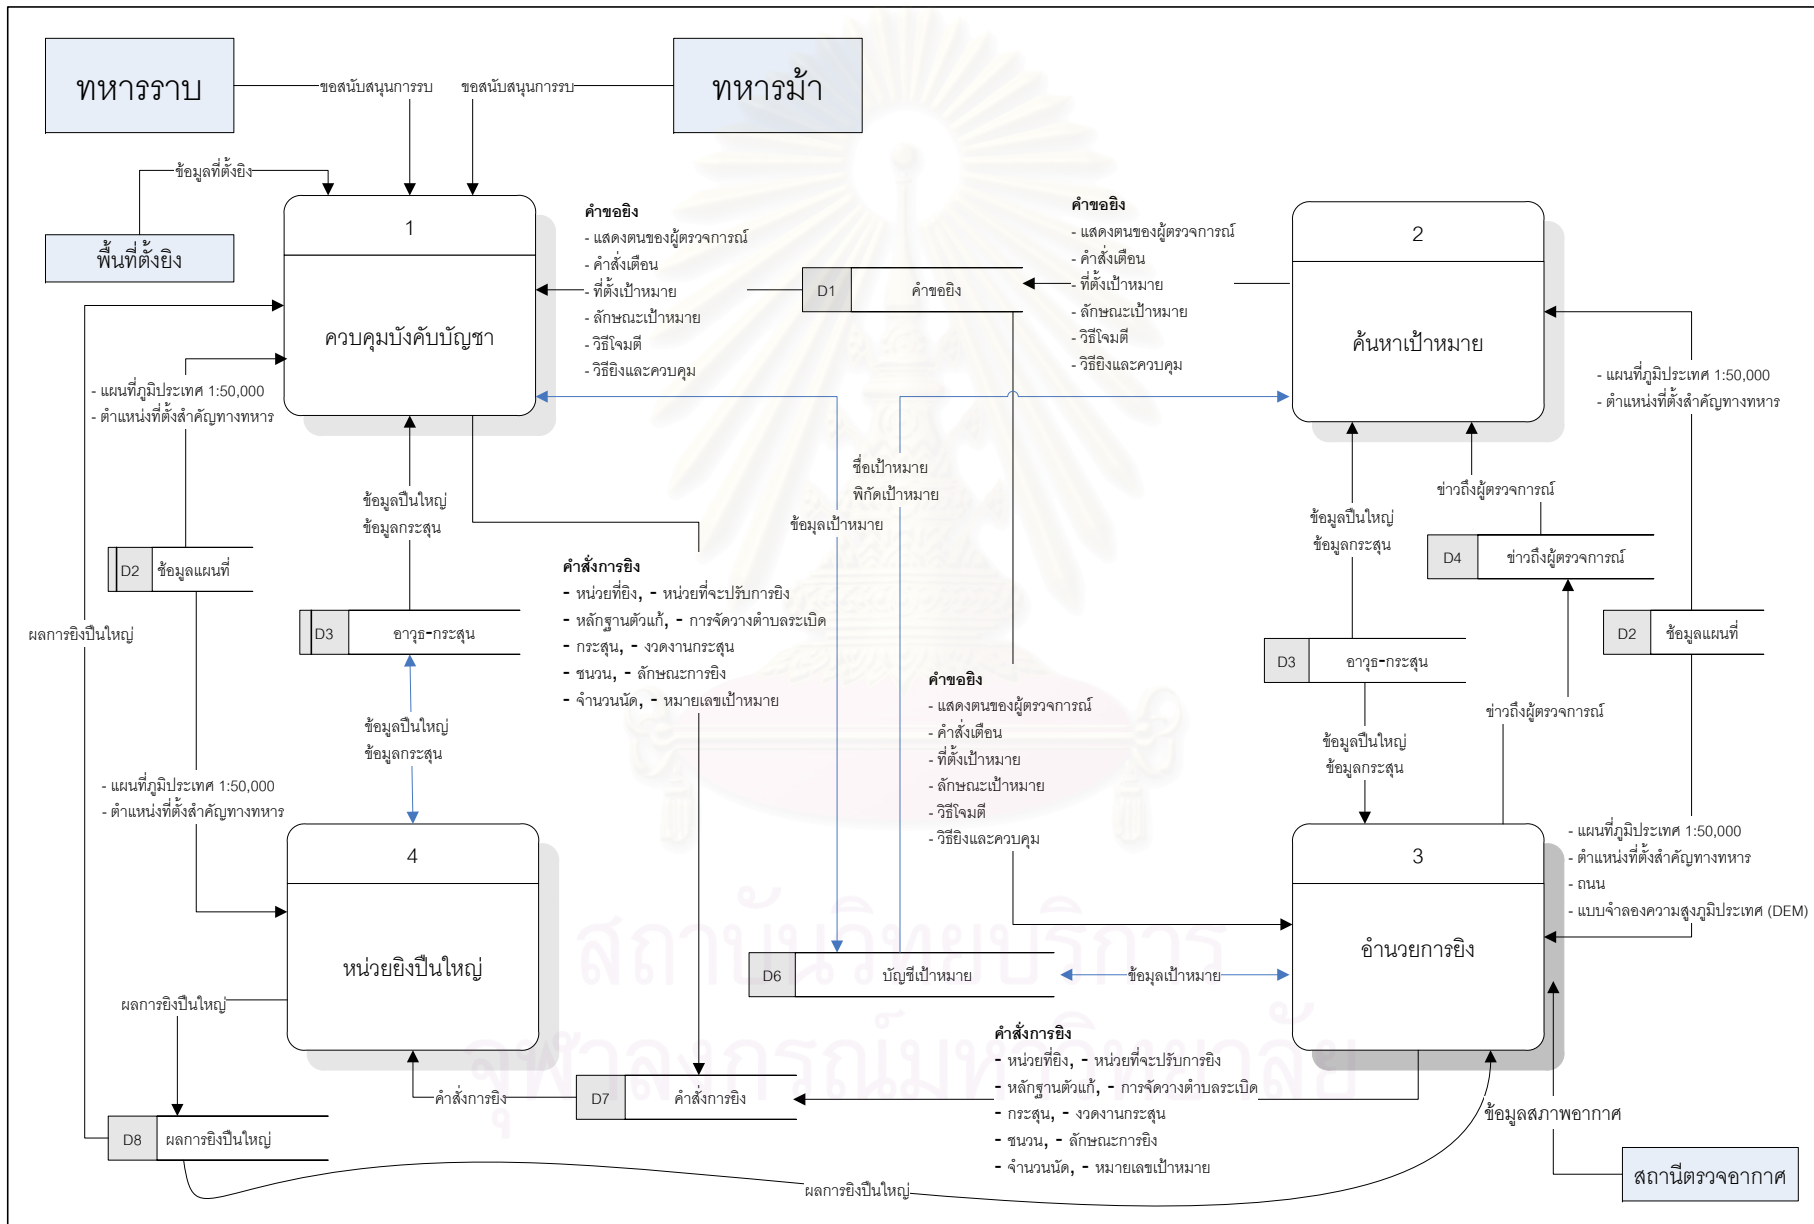 ทหารราบ
ขอสนับสนุนการรบ
ขอสนับสนุนการรบ
ทหารม้า
ข้อมูลที่ตั้งยิง
พื้นที่ตั้งยิง
1
ควบคุมบังคับบัญชา
คำขอยิง
- แสดงตนของผู้ตรวจการณ์
- คำสั่งเตือน
- ที่ตั้งเป้าหมาย
- ลักษณะเป้าหมาย
- วิธีโจมตี
- วิธียิงและควบคุม
D1
คำขอยิง
คำขอยิง
- แสดงตนของผู้ตรวจการณ์
- คำสั่งเตือน
- ที่ตั้งเป้าหมาย
- ลักษณะเป้าหมาย
- วิธีโจมตี
- วิธียิงและควบคุม
2
ค้นหาเป้าหมาย
- แผนที่ภูมิประเทศ 1:50,000
- ตำแหน่งที่ตั้งสำคัญทางทหาร
- แผนที่ภูมิประเทศ 1:50,000
- ตำแหน่งที่ตั้งสำคัญทางทหาร
ข้อมูลปืนใหญ่
ข้อมูลกระสุน
ชื่อเป้าหมาย
พิกัดเป้าหมาย
ข้อมูลเป้าหมาย
ข้อมูลปืนใหญ่
ข้อมูลกระสุน
ข่าวถึงผู้ตรวจการณ์
D4
ข่าวถึงผู้ตรวจการณ์
D2
ข้อมูลแผนที่
คำสั่งการยิง
- หน่วยที่ยิง, - หน่วยที่จะปรับการยิง
- หลักฐานตัวแก้, - การจัดวางตำบลระเบิด
- กระสุน, - งวดงานกระสุน
- ชนวน, - ลักษณะการยิง
- จำนวนนัด, - หมายเลขเป้าหมาย
ผลการยิงปืนใหญ่
D3
อาวุธ-กระสุน
D2
ข้อมูลแผนที่
D3
อาวุธ-กระสุน
ข้อมูลปืนใหญ่
ข้อมูลกระสุน
คำขอยิง
- แสดงตนของผู้ตรวจการณ์
- คำสั่งเตือน
- ที่ตั้งเป้าหมาย
- ลักษณะเป้าหมาย
- วิธีโจมตี
- วิธียิงและควบคุม
ข่าวถึงผู้ตรวจการณ์
ข้อมูลปืนใหญ่
ข้อมูลกระสุน
- แผนที่ภูมิประเทศ 1:50,000
- ตำแหน่งที่ตั้งสำคัญทางทหาร
4
หน่วยยิงปืนใหญ่
3
อำนวยการยิง
- แผนที่ภูมิประเทศ 1:50,000
- ตำแหน่งที่ตั้งสำคัญทางทหาร
- ถนน
- แบบจำลองความสูงภูมิประเทศ (DEM)
สถาบันวิทยบริการ
จุฬาลงกรณ์มหาวิทยาลัย
D6
บัญชีเป้าหมาย
ข้อมูลเป้าหมาย
ผลการยิงปืนใหญ่
คำสั่งการยิง
- หน่วยที่ยิง, - หน่วยที่จะปรับการยิง
- หลักฐานตัวแก้, - การจัดวางตำบลระเบิด
- กระสุน, - งวดงานกระสุน
- ชนวน, - ลักษณะการยิง
- จำนวนนัด, - หมายเลขเป้าหมาย
คำสั่งการยิง
D7
คำสั่งการยิง
ข้อมูลสภาพอากาศ
D8
ผลการยิงปืนใหญ่
ผลการยิงปืนใหญ่
สถานีตรวจอากาศ